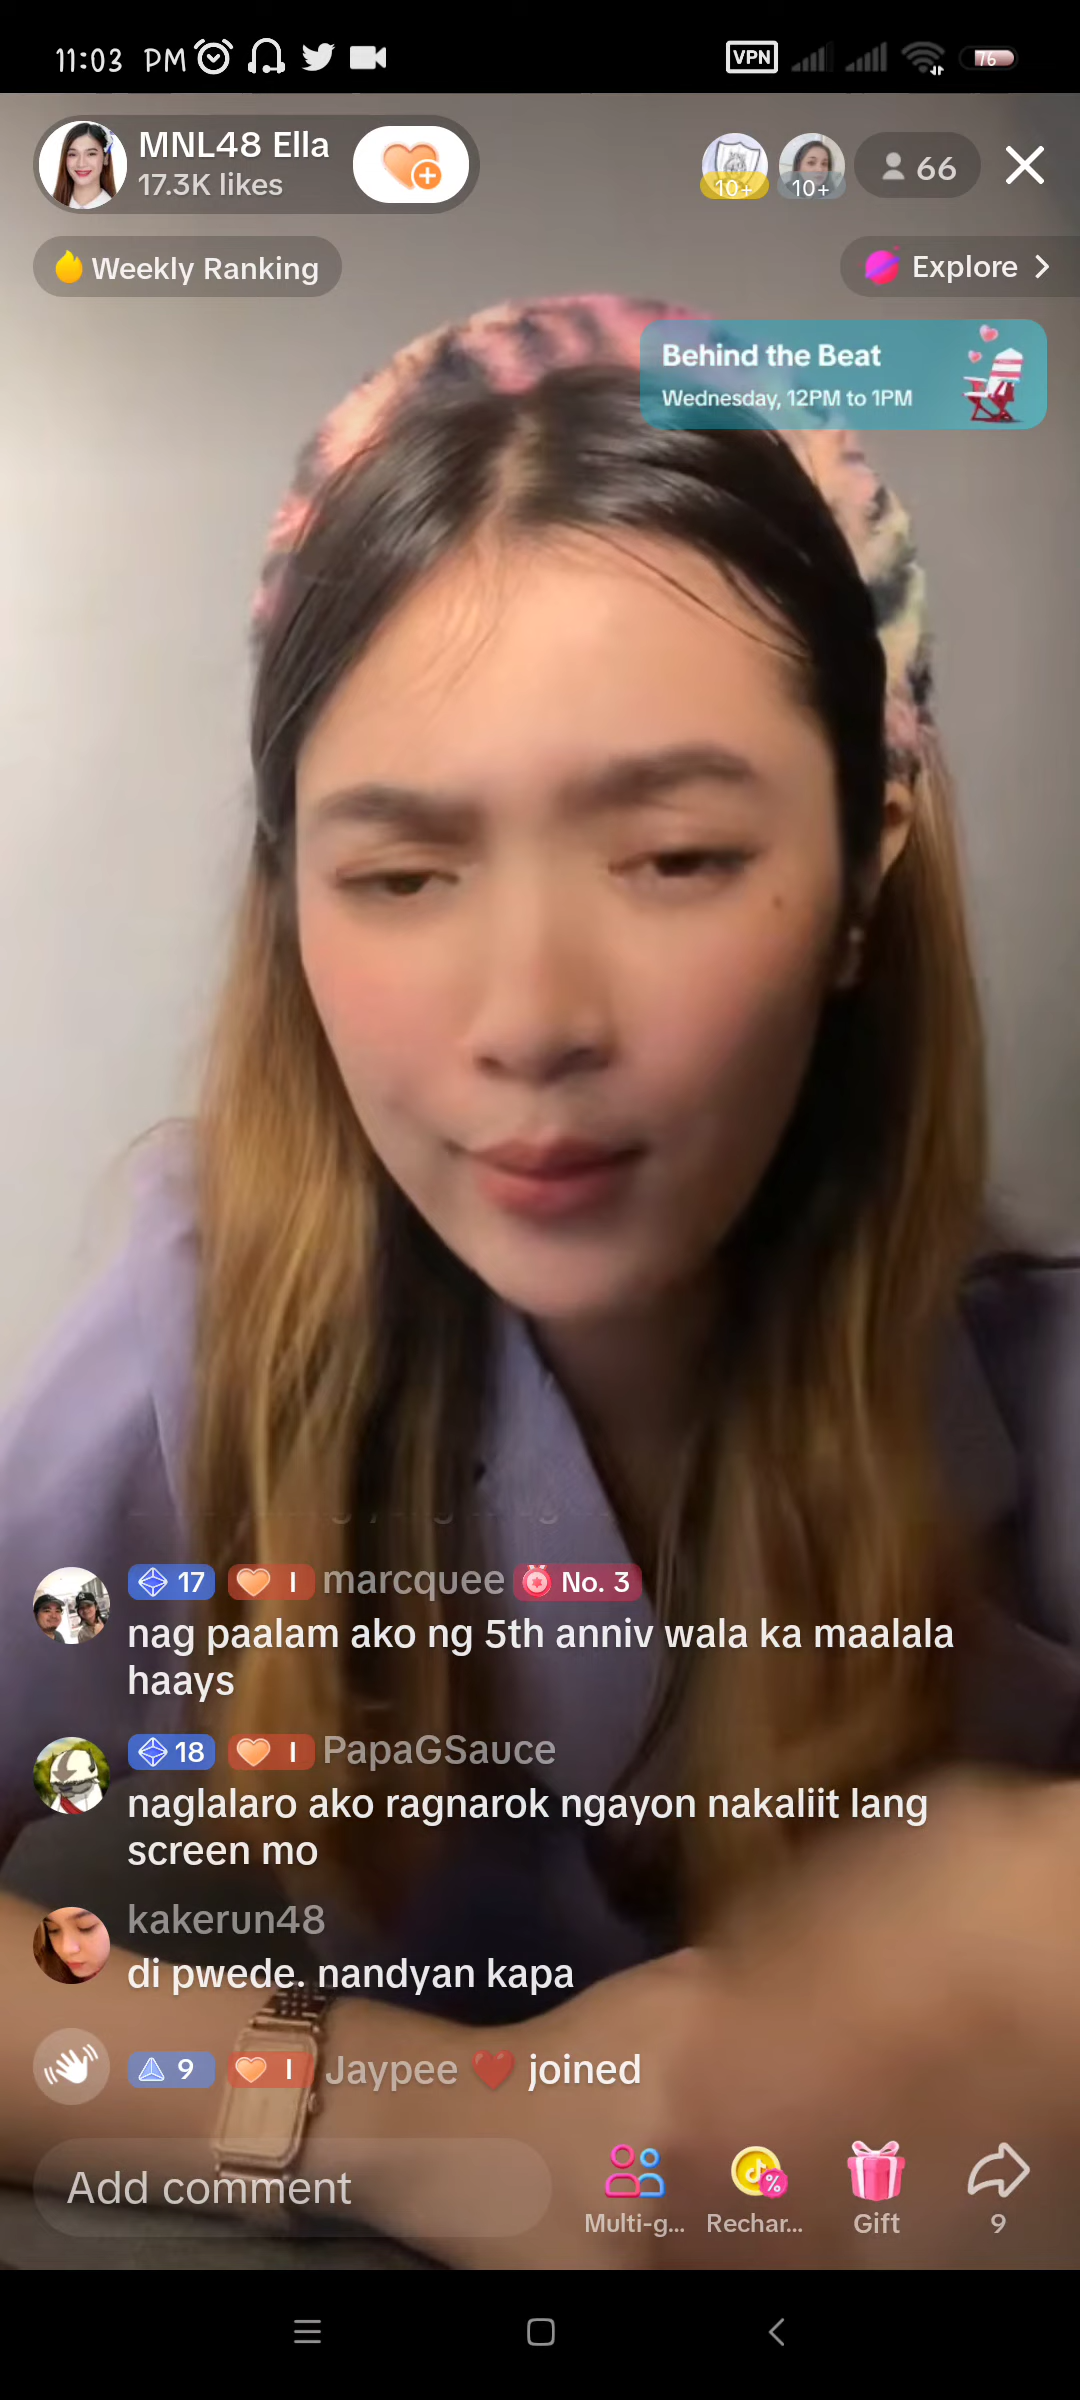 11:03 PM
VPN
76
MNL48 Ella
17.3K likes
10+
10+
66
Weekly Ranking
Explore
Behind the Beat
Wednesday, 12PM to 1PM
17 I marcquee No. 3
nag paalam ako ng 5th anniv wala ka maalala
haays
18 I PapaGSauce
naglalaro ako ragnarok ngayon nakaliit lang
screen mo
kakerun48
di pwede. nandyan kapa
9 I Jaypee ❤️ joined
Add comment
Multi-g...
Rechar...
Gift
9